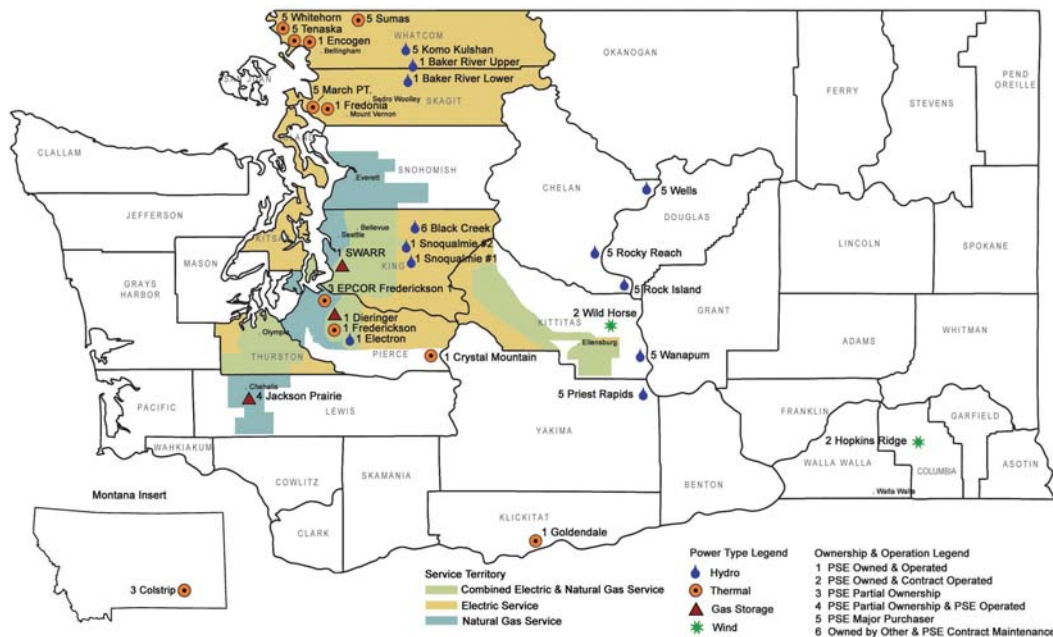 5 Whitehorn
5 Sumas
5 Tenaska
WHATCOM
1 Encogen
Bellingham
5 Komo Kulshan
OKANOGAN
1 Baker River Upper
PEND
OREILLE
1 Baker River Lower
FERRY
STEVENS
5 March PT.
Sedro Woolley
SKAGIT
1 Fredonia
Mount Vernon
CLALLAM
SNOHOMISH
Everett
CHELAN
5 Wells
JEFFERSON
DOUGLAS
6 Black Creek
Bellevue
Seattle
1 Snoqualmie #2
LINCOLN
SPOKANE
1 SWARR
KING
5 Rocky Reach
1 Snoqualmie #1
MASON
GRAYS
HARBOR
3 EPCOR Frederickson 1
5 Rock Island
GRANT
1 Dieringer
2 Wild Horse
KITTITAS
1 Frederickson
Olympia
1 Electron
Ellensburg
ADAMS
WHITMAN
THURSTON
PIERCE
1 Crystal Mountain
5 Wanapum
Chehalis
4 Jackson Prairie
5 Priest Rapids
PACIFIC
LEWIS
FRANKLIN
GARFIELD
YAKIMA
WAHKIAKUM
2 Hopkins Ridge
WALLA WALLA
COLUMBIA
ASOTIN
SKAMANIA
COWLITZ
BENTON
Walla Walla
Montana Insert
KLICKITAT
CLARK
1 Goldendale
3 Colstrip
Service Territory
Combined Electric & Natural Gas Service
Electric Service
Natural Gas Service
Power Type Legend
Hydro
Thermal
Gas Storage
Wind
Ownership & Operation Legend
1 PSE Owned & Operated
2 PSE Owned & Contract Operated
3 PSE Partial Ownership
4 PSE Partial Ownership & PSE Operated
5 PSE Major Purchaser
6 Owned by Other & PSE Contract Maintenance